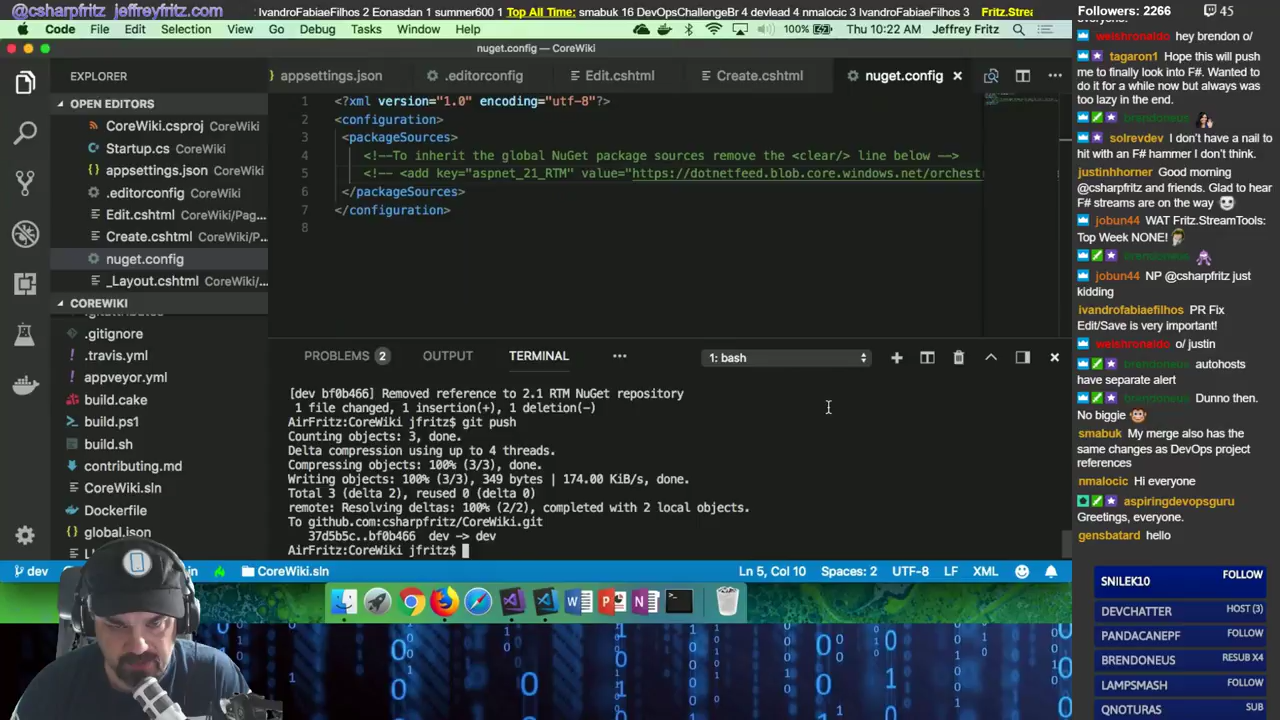 @csharpfritz jeffreyfritz.com
IvandroFabiaeFilhos 2 Eonasdan 1 summer600 1 Top All Time: smabuk 16 DevOpsChallengeBr 4 devisad 4 nmalcic 3 IvandroFabiaeFilhos 3 Fritz.Stre
Followers: 2266
45
Code File Edit Selection View Go Debug Tasks Window Help
100% Thu 10:22 AM Jeffrey Fritz
nuget.config — CoreWiki
EXPLORER
appsettings.json .editorconfig Edit.cshtml Create.cshtml nuget.config
OPEN EDITORS
CoreWiki.csproj CoreWiki
Startup.cs CoreWiki
appsettings.json CoreWiki
.editorconfig CoreWiki
Edit.cshtml CoreWiki/Pag...
Create.cshtml CoreWiki/P...
nuget.config
_Layout.cshtml CoreWiki/...
COREWIKI
.gitignore
.travis.yml
appveyor.yml
build.cake
build.ps1
build.sh
contributing.md
CoreWiki.sln
Dockerfile
global.json
1 <?xml version="1.0" encoding="utf-8"?>
2 <configuration>
3 <packageSources>
4 <!--To inherit the global NuGet package sources remove the <clear/> line below -->
5 <!-- <add key="aspnet_21_RTM" value="https://dotnetfeed.blob.core.windows.net/orchest
6 </packageSources>
7 </configuration>
8
PROBLEMS 2 OUTPUT TERMINAL ... 1: bash
[dev bf0b466] Removed reference to 2.1 RTM NuGet repository
1 file changed, 1 insertion(+), 1 deletion(-)
AirFritz:CoreWiki jfritz$ git push
Counting objects: 3, done.
Delta compression using up to 4 threads.
Compressing objects: 100% (3/3), done.
Writing objects: 100% (3/3), 349 bytes | 174.00 KiB/s, done.
Total 3 (delta 2), reused 0 (delta 0)
remote: Resolving deltas: 100% (2/2), completed with 2 local objects.
To github.com:csharpfritz/CoreWiki.git
37d5b5c..bf0b466 dev -> dev
AirFritz:CoreWiki jfritz$
dev
CoreWiki.sln
Ln 5, Col 10 Spaces: 2 UTF-8 LF XML
everyone.
weishronaldo hey brendon o/
tagaron1 Hope this will push
me to finally look into F#. Wanted to
do it for a while now but always was
too lazy in the end.
brendoneus
solrevdev I don't have a nail to
hit with an F# hammer I don't think.
justinhhorner Good morning
@csharpfritz and friends. Glad to hear
F# streams are on the way
jobun44 WAT Fritz.StreamTools:
Top Week NONE!
brendoneus
jobun44 NP @csharpfritz just
kidding
ivandrofabiaefilhos PR Fix
Edit/Save is very important!
weishronaldo o/ justin
brendoneus autohosts
have separate alert
brendoneus Dunno then.
No biggie
smabuk My merge also has the
same changes as DevOps project
references
nmalocic Hi everyone
aspiringdevopsguru
Greetings, everyone.
gensbatard hello
SNILEK10 FOLLOW
DEVCHATTER HOST (3)
PANDACANEPF FOLLOW
BRENDONEUS RESUB X4
LAMPSMASH FOLLOW
QNOTURAS SUB